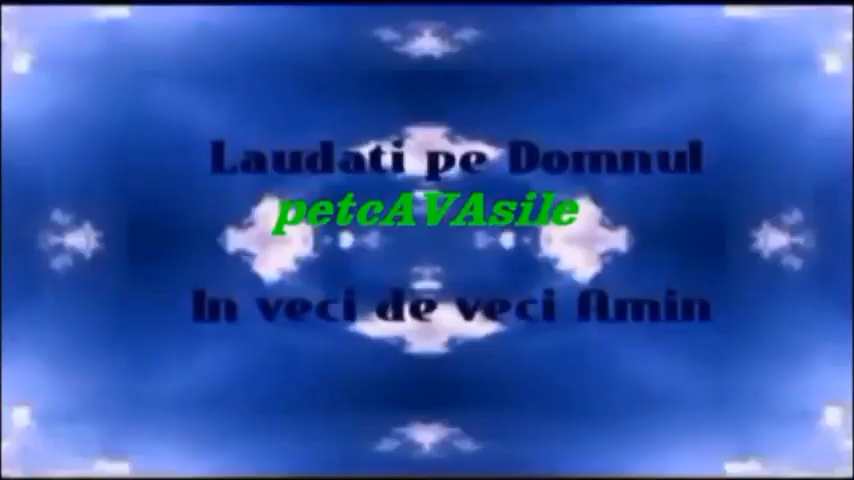 Laudati pe Domnul
petcAVAsile
In veci de veci Amin